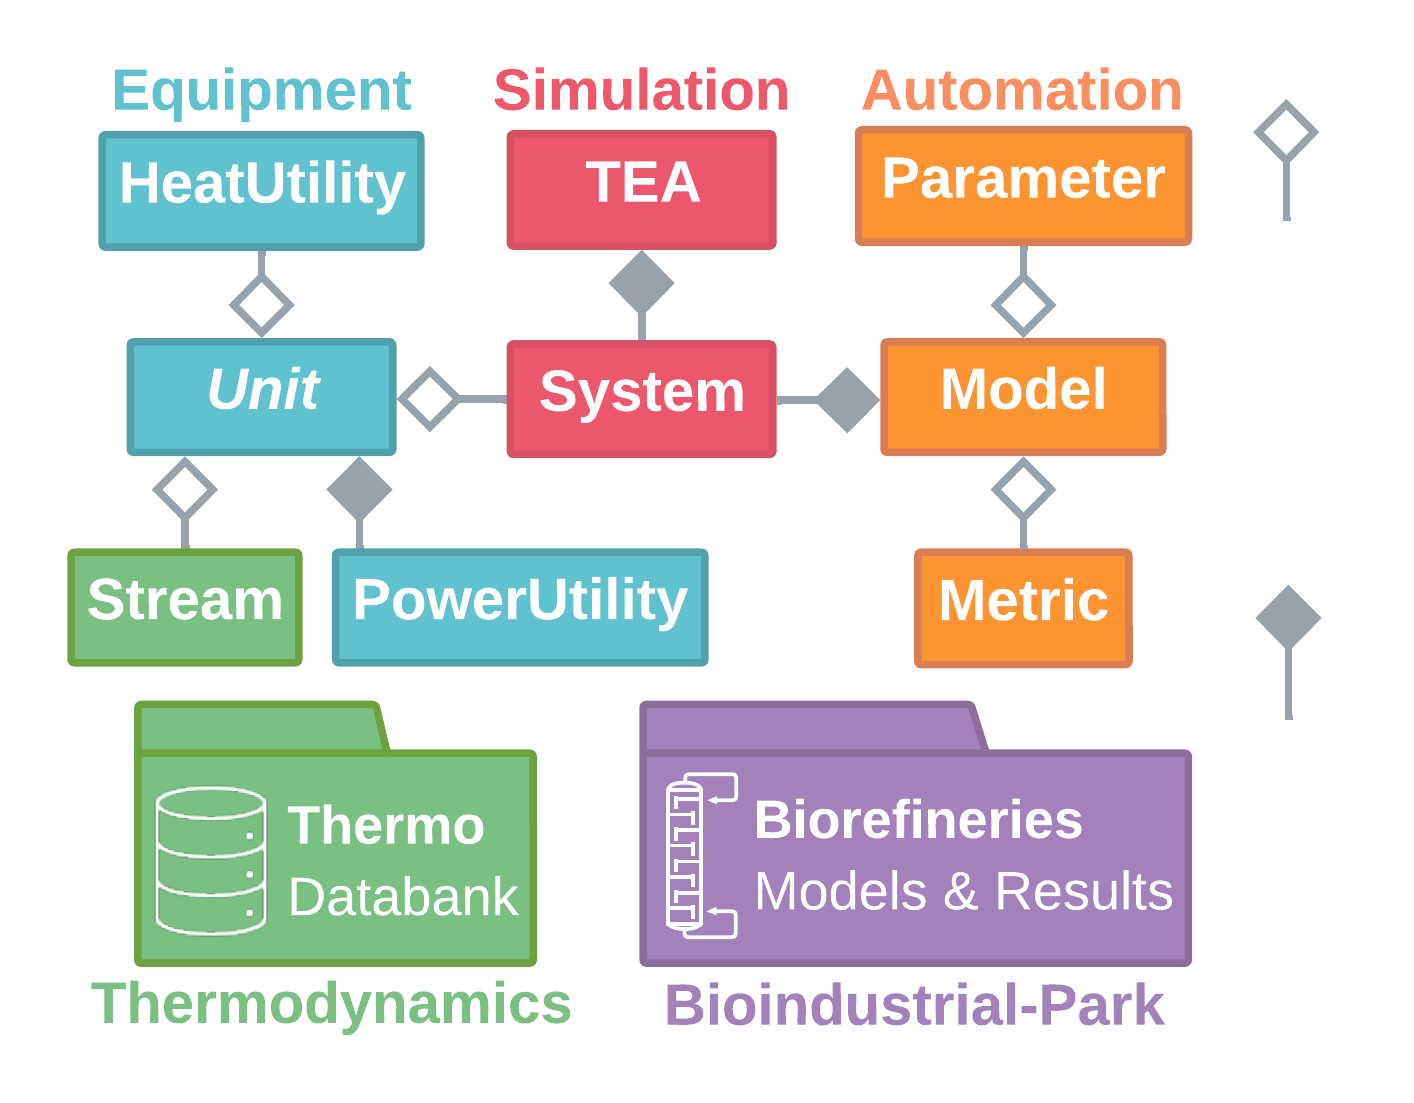 Equipment
Simulation
Automation
HeatUtility
TEA
Parameter
Unit
System
Model
Stream
PowerUtility
Metric
Thermo
Databank
Biorefineries
Models & Results
Thermodynamics
Bioindustrial-Park